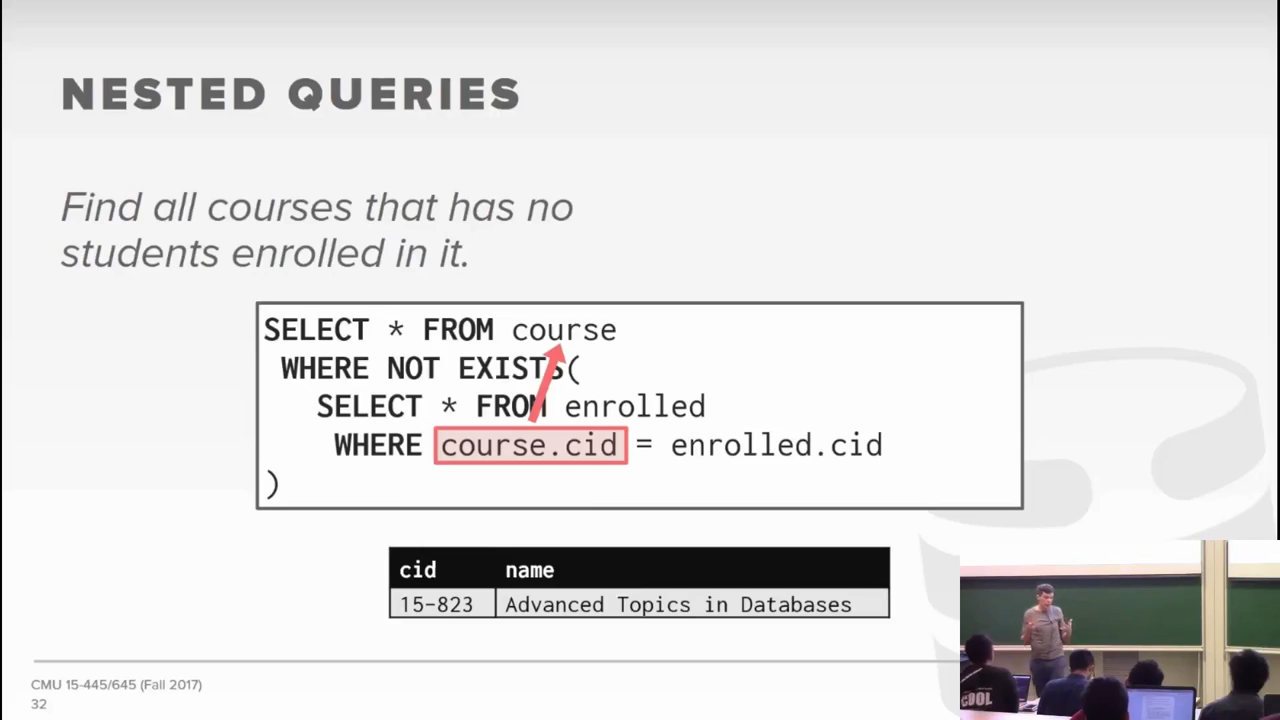 NESTED QUERIES
Find all courses that has no
students enrolled in it.
SELECT * FROM course
WHERE NOT EXISTS(
SELECT * FROM enrolled
WHERE course.cid = enrolled.cid
)
cid name
15-823 Advanced Topics in Databases
CMU 15-445/645 (Fall 2017)
32
COOL